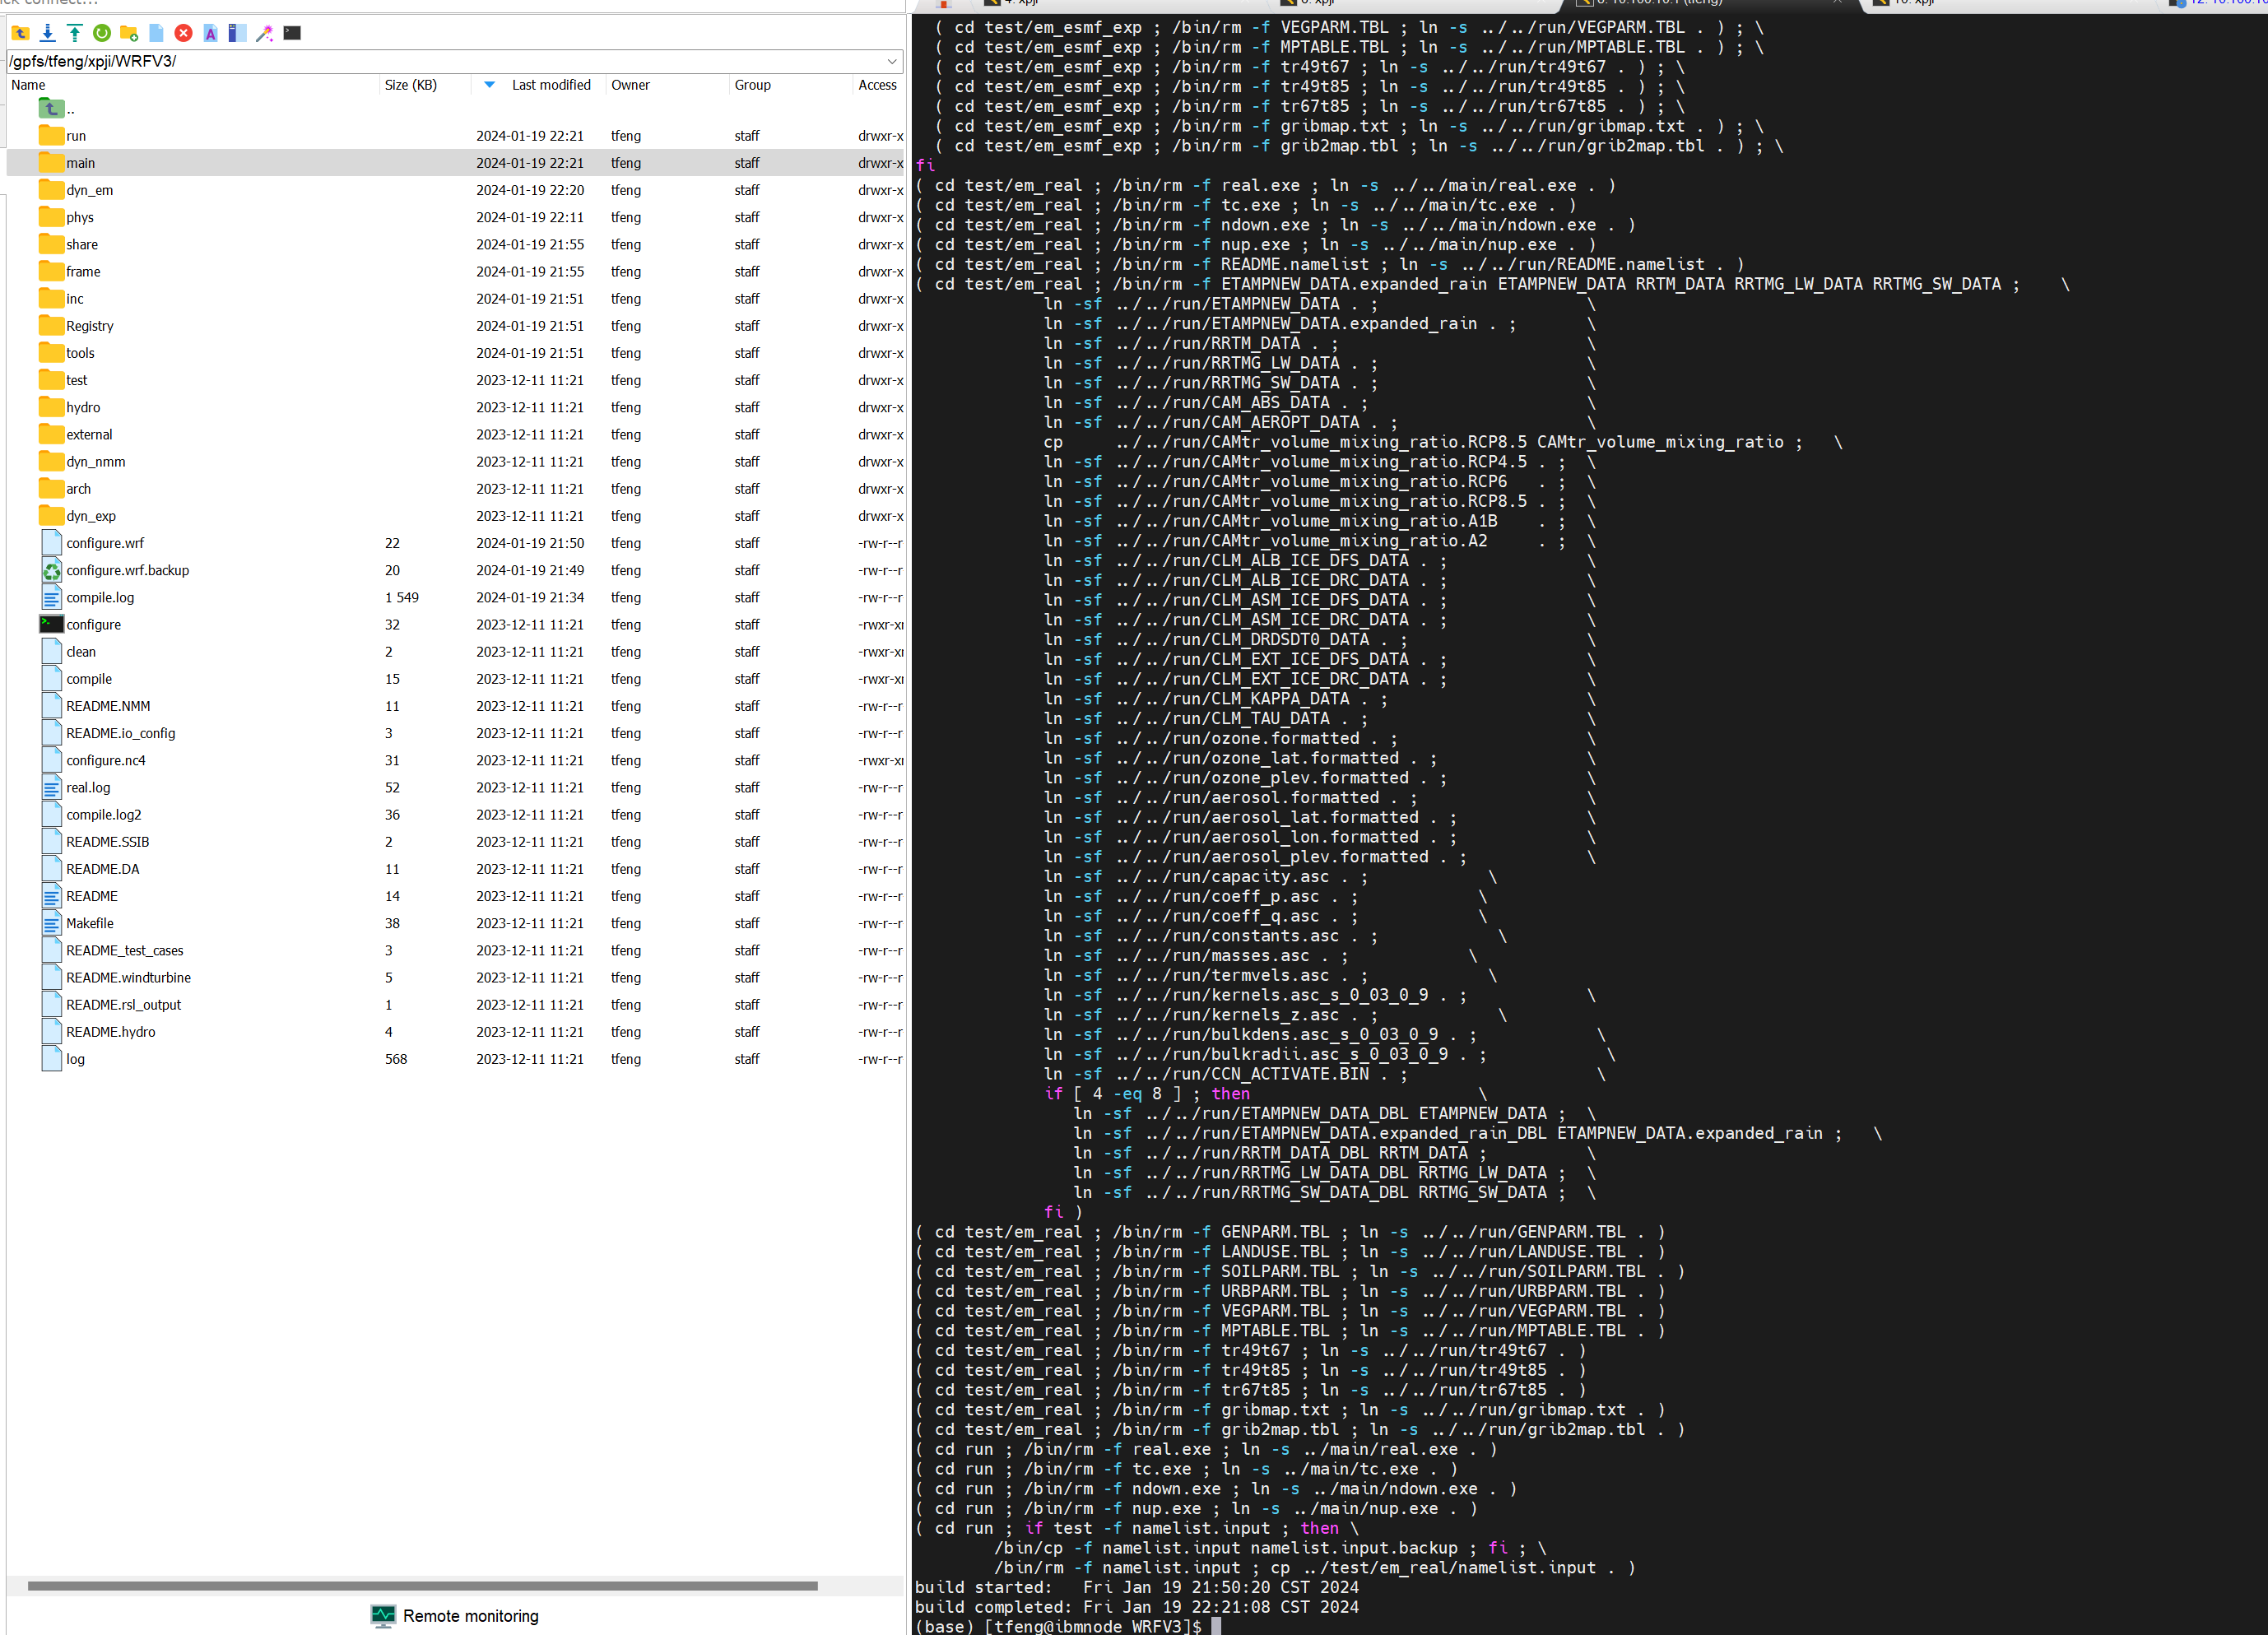 /gpfs/tfeng/xpji/WRFV3/
Name Size (KB) Last modified Owner Group Access
..
run 2024-01-19 22:21 tfeng staff drwxr-x
main 2024-01-19 22:21 tfeng staff drwxr-x
dyn_em 2024-01-19 22:20 tfeng staff drwxr-x
phys 2024-01-19 22:11 tfeng staff drwxr-x
share 2024-01-19 21:55 tfeng staff drwxr-x
frame 2024-01-19 21:55 tfeng staff drwxr-x
inc 2024-01-19 21:51 tfeng staff drwxr-x
Registry 2024-01-19 21:51 tfeng staff drwxr-x
tools 2024-01-19 21:51 tfeng staff drwxr-x
test 2023-12-11 11:21 tfeng staff drwxr-x
hydro 2023-12-11 11:21 tfeng staff drwxr-x
external 2023-12-11 11:21 tfeng staff drwxr-x
dyn_nmm 2023-12-11 11:21 tfeng staff drwxr-x
arch 2023-12-11 11:21 tfeng staff drwxr-x
dyn_exp 2023-12-11 11:21 tfeng staff drwxr-x
configure.wrf 22 2024-01-19 21:50 tfeng staff -rw-r--r
configure.wrf.backup 20 2024-01-19 21:49 tfeng staff -rw-r--r
compile.log 1 549 2024-01-19 21:34 tfeng staff -rw-r--r
configure 32 2023-12-11 11:21 tfeng staff -rwxr-x
clean 2 2023-12-11 11:21 tfeng staff -rwxr-x
compile 15 2023-12-11 11:21 tfeng staff -rwxr-x
README.NMM 11 2023-12-11 11:21 tfeng staff -rw-r--r
README.io_config 3 2023-12-11 11:21 tfeng staff -rw-r--r
configure.nc4 31 2023-12-11 11:21 tfeng staff -rwxr-x
real.log 52 2023-12-11 11:21 tfeng staff -rw-r--r
compile.log2 36 2023-12-11 11:21 tfeng staff -rw-r--r
README.SSIB 2 2023-12-11 11:21 tfeng staff -rw-r--r
README.DA 11 2023-12-11 11:21 tfeng staff -rw-r--r
README 14 2023-12-11 11:21 tfeng staff -rw-r--r
Makefile 38 2023-12-11 11:21 tfeng staff -rw-r--r
README_test_cases 3 2023-12-11 11:21 tfeng staff -rw-r--r
README.windturbine 5 2023-12-11 11:21 tfeng staff -rw-r--r
README.rsl_output 1 2023-12-11 11:21 tfeng staff -rw-r--r
README.hydro 4 2023-12-11 11:21 tfeng staff -rw-r--r
log 568 2023-12-11 11:21 tfeng staff -rw-r--r
Remote monitoring
( cd test/em_esmf_exp ; /bin/rm -f VEGPARM.TBL ; ln -s ../../run/VEGPARM.TBL . ) ; \
( cd test/em_esmf_exp ; /bin/rm -f MPTABLE.TBL ; ln -s ../../run/MPTABLE.TBL . ) ; \
( cd test/em_esmf_exp ; /bin/rm -f tr49t67 ; ln -s ../../run/tr49t67 . ) ; \
( cd test/em_esmf_exp ; /bin/rm -f tr49t85 ; ln -s ../../run/tr49t85 . ) ; \
( cd test/em_esmf_exp ; /bin/rm -f tr67t85 ; ln -s ../../run/tr67t85 . ) ; \
( cd test/em_esmf_exp ; /bin/rm -f gribmap.txt ; ln -s ../../run/gribmap.txt . ) ; \
( cd test/em_esmf_exp ; /bin/rm -f grib2map.tbl ; ln -s ../../run/grib2map.tbl . ) ; \
fi
( cd test/em_real ; /bin/rm -f real.exe ; ln -s ../../main/real.exe . )
( cd test/em_real ; /bin/rm -f tc.exe ; ln -s ../../main/tc.exe . )
( cd test/em_real ; /bin/rm -f ndown.exe ; ln -s ../../main/ndown.exe . )
( cd test/em_real ; /bin/rm -f nup.exe ; ln -s ../../main/nup.exe . )
( cd test/em_real ; /bin/rm -f README.namelist ; ln -s ../../run/README.namelist . )
( cd test/em_real ; /bin/rm -f ETAMPNEW_DATA.expanded_rain ETAMPNEW_DATA RRTM_DATA RRTMG_LW_DATA RRTMG_SW_DATA ; \
ln -sf ../../run/ETAMPNEW_DATA . ; \
ln -sf ../../run/ETAMPNEW_DATA.expanded_rain . ; \
ln -sf ../../run/RRTM_DATA . ; \
ln -sf ../../run/RRTMG_LW_DATA . ; \
ln -sf ../../run/RRTMG_SW_DATA . ; \
ln -sf ../../run/CAM_ABS_DATA . ; \
ln -sf ../../run/CAM_AEROPT_DATA . ; \
cp ../../run/CAMtr_volume_mixing_ratio.RCP8.5 CAMtr_volume_mixing_ratio ; \
ln -sf ../../run/CAMtr_volume_mixing_ratio.RCP4.5 . ; \
ln -sf ../../run/CAMtr_volume_mixing_ratio.RCP6 . ; \
ln -sf ../../run/CAMtr_volume_mixing_ratio.RCP8.5 . ; \
ln -sf ../../run/CAMtr_volume_mixing_ratio.A1B . ; \
ln -sf ../../run/CAMtr_volume_mixing_ratio.A2 . ; \
ln -sf ../../run/CLM_ALB_ICE_DFS_DATA . ; \
ln -sf ../../run/CLM_ALB_ICE_DRC_DATA . ; \
ln -sf ../../run/CLM_ASM_ICE_DFS_DATA . ; \
ln -sf ../../run/CLM_ASM_ICE_DRC_DATA . ; \
ln -sf ../../run/CLM_DRDSDT0_DATA . ; \
ln -sf ../../run/CLM_EXT_ICE_DFS_DATA . ; \
ln -sf ../../run/CLM_EXT_ICE_DRC_DATA . ; \
ln -sf ../../run/CLM_KAPPA_DATA . ; \
ln -sf ../../run/CLM_TAU_DATA . ; \
ln -sf ../../run/ozone.formatted . ; \
ln -sf ../../run/ozone_lat.formatted . ; \
ln -sf ../../run/ozone_plev.formatted . ; \
ln -sf ../../run/aerosol.formatted . ; \
ln -sf ../../run/aerosol_lat.formatted . ; \
ln -sf ../../run/aerosol_lon.formatted . ; \
ln -sf ../../run/aerosol_plev.formatted . ; \
ln -sf ../../run/capacity.asc . ; \
ln -sf ../../run/coeff_p.asc . ; \
ln -sf ../../run/coeff_q.asc . ; \
ln -sf ../../run/constants.asc . ; \
ln -sf ../../run/masses.asc . ; \
ln -sf ../../run/termvels.asc . ; \
ln -sf ../../run/kernels.asc_s_0_03_0_9 . ; \
ln -sf ../../run/kernels_z.asc . ; \
ln -sf ../../run/bulkdens.asc_s_0_03_0_9 . ; \
ln -sf ../../run/bulkradii.asc_s_0_03_0_9 . ; \
ln -sf ../../run/CCN_ACTIVATE.BIN . ; \
if [ 4 -eq 8 ] ; then \
ln -sf ../../run/ETAMPNEW_DATA_DBL ETAMPNEW_DATA ; \
ln -sf ../../run/ETAMPNEW_DATA.expanded_rain_DBL ETAMPNEW_DATA.expanded_rain ; \
ln -sf ../../run/RRTM_DATA_DBL RRTM_DATA ; \
ln -sf ../../run/RRTMG_LW_DATA_DBL RRTMG_LW_DATA ; \
ln -sf ../../run/RRTMG_SW_DATA_DBL RRTMG_SW_DATA ; \
fi )
( cd test/em_real ; /bin/rm -f GENPARM.TBL ; ln -s ../../run/GENPARM.TBL . )
( cd test/em_real ; /bin/rm -f LANDUSE.TBL ; ln -s ../../run/LANDUSE.TBL . )
( cd test/em_real ; /bin/rm -f SOILPARM.TBL ; ln -s ../../run/SOILPARM.TBL . )
( cd test/em_real ; /bin/rm -f URBPARM.TBL ; ln -s ../../run/URBPARM.TBL . )
( cd test/em_real ; /bin/rm -f VEGPARM.TBL ; ln -s ../../run/VEGPARM.TBL . )
( cd test/em_real ; /bin/rm -f MPTABLE.TBL ; ln -s ../../run/MPTABLE.TBL . )
( cd test/em_real ; /bin/rm -f tr49t67 ; ln -s ../../run/tr49t67 . )
( cd test/em_real ; /bin/rm -f tr49t85 ; ln -s ../../run/tr49t85 . )
( cd test/em_real ; /bin/rm -f tr67t85 ; ln -s ../../run/tr67t85 . )
( cd test/em_real ; /bin/rm -f gribmap.txt ; ln -s ../../run/gribmap.txt . )
( cd test/em_real ; /bin/rm -f grib2map.tbl ; ln -s ../../run/grib2map.tbl . )
( cd run ; /bin/rm -f real.exe ; ln -s ../main/real.exe . )
( cd run ; /bin/rm -f tc.exe ; ln -s ../main/tc.exe . )
( cd run ; /bin/rm -f ndown.exe ; ln -s ../main/ndown.exe . )
( cd run ; /bin/rm -f nup.exe ; ln -s ../main/nup.exe . )
( cd run ; if test -f namelist.input ; then \
/bin/cp -f namelist.input namelist.input.backup ; fi ; \
/bin/rm -f namelist.input ; cp ../test/em_real/namelist.input . )
build started: Fri Jan 19 21:50:20 CST 2024
build completed: Fri Jan 19 22:21:08 CST 2024
(base) [tfeng@ibmnode WRFV3]$